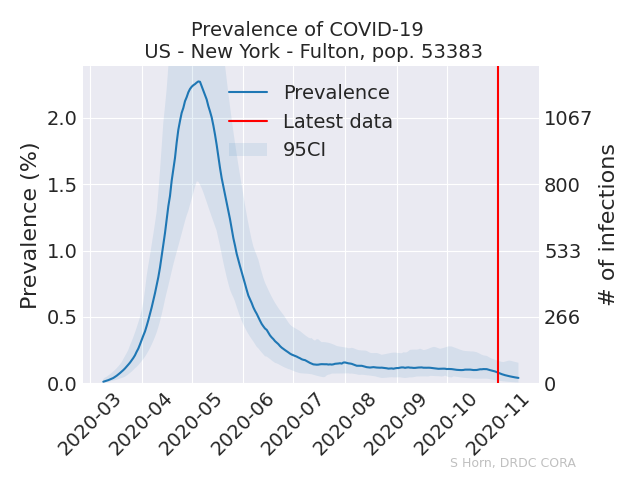 Prevalence of COVID-19
US - New York - Fulton, pop. 53383
Prevalence
Latest data
95CI
Prevalence (%)
2.0
1.5
1.0
0.5
0.0
1067
800
533
266
0
# of infections
2020-03
2020-04
2020-05
2020-06
2020-07
2020-08
2020-09
2020-10
2020-11
S Horn, DRDC CORA